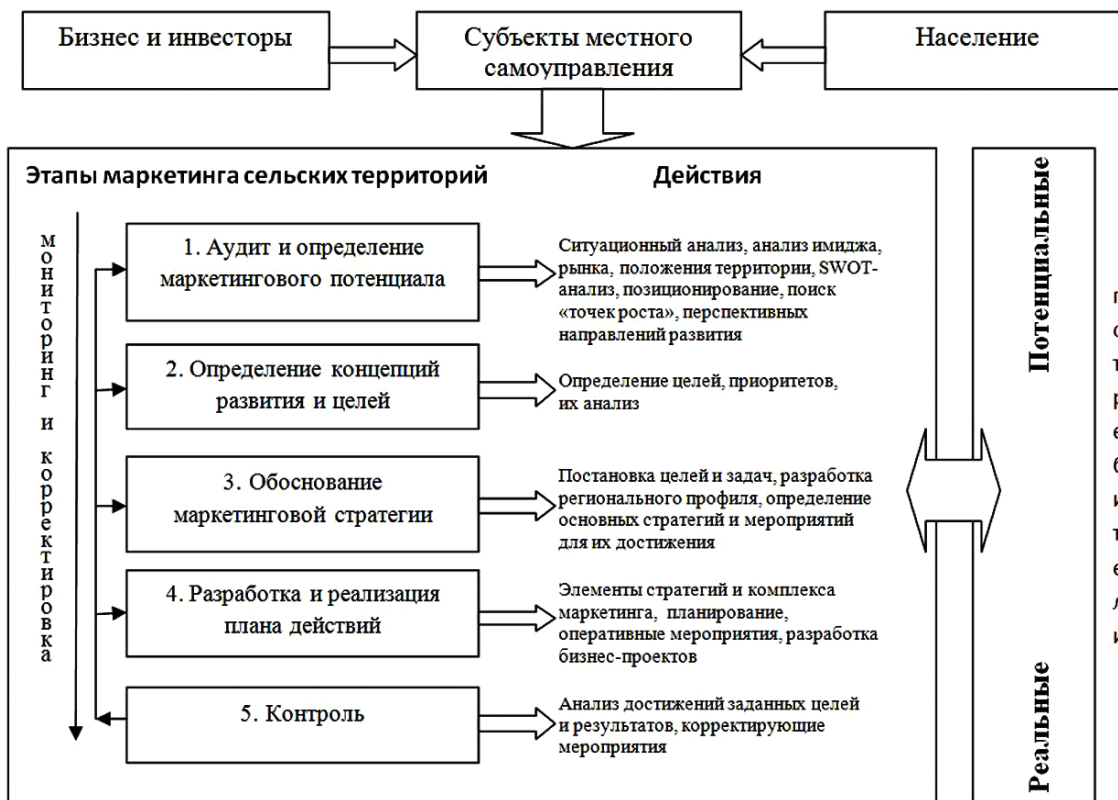 Бизнес и инвесторы
Субъекты местного
самоуправления
Население
Этапы маркетинга сельских территорий
Действия
мониторинг и корректировка
1. Аудит и определение
маркетингового потенциала
Ситуационный анализ, анализ имиджа,
рынка, положения территории, SWOT-
анализ, позиционирование, поиск
«точек роста», перспективных
направлений развития
2. Определение концепций
развития и целей
Определение целей, приоритетов,
их анализ
3. Обоснование
маркетинговой стратегии
Постановка целей и задач, разработка
регионального профиля, определение
основных стратегий и мероприятий
для их достижения
4. Разработка и реализация
плана действий
Элементы стратегий и комплекса
маркетинга, планирование,
оперативные мероприятия, разработка
бизнес-проектов
5. Контроль
Анализ достижений заданных целей
и результатов, корректирующие
мероприятия
Потенциальные
Реальные
потребители